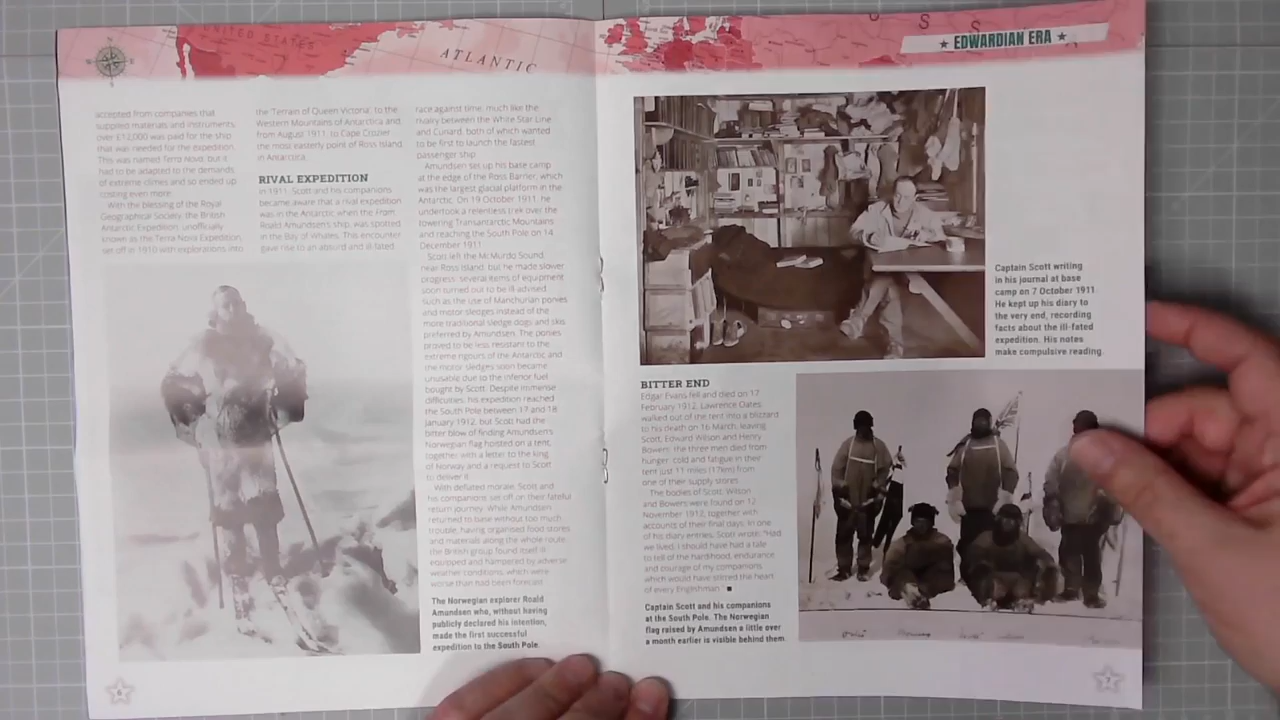 UNITED STATES
ATLANTIC
accepted from companies that
supplied materials and instruments,
over £12,000 was paid for the ship
that was needed for the expedition.
This was named Terra Nova, but it
had to be adapted to the demands
of extreme climes and so ended up
costing even more.
With the blessing of the Royal
Geographical Society, the British
Antarctic Expedition, unofficially
known as the Terra Nova Expedition,
set off in 1910 with explorations into
the 'Terrain of Queen Victoria', to the
Western Mountains of Antarctica and,
from August 1911, to Cape Crozier,
the most easterly point of Ross Island
in Antarctica.
RIVAL EXPEDITION
In 1911, Scott and his companions
became aware that a rival expedition
was in the Antarctic when the Fram,
Roald Amundsen's ship, was spotted
in the Bay of Whales. This encounter
gave rise to an absurd and ill-fated
race against time, much like the
rivalry between the White Star Line
and Cunard, both of which wanted
to be first to launch the fastest
passenger ship.
Amundsen set up his base camp
at the edge of the Ross Barrier, which
was the largest glacial platform in the
Antarctic. On 19 October 1911, he
undertook a relentless trek over the
towering Transantarctic Mountains
and reaching the South Pole on 14
December 1911.
Scott left the McMurdo Sound,
near Ross Island, but he made slower
progress: several items of equipment
soon turned out to be ill advised
such as the use of Manchurian ponies
and motor sledges instead of the
more traditional sledge dogs and skis
preferred by Amundsen. The ponies
proved to be less resistant to the
extreme rigours of the Antarctic and
the motor sledges soon became
unusable due to the inferior fuel
bought by Scott. Despite immense
difficulties, his expedition reached
the South Pole between 17 and 18
January 1912, but Scott had the
bitter blow of finding Amundsen's
Norwegian flag hoisted on a tent,
together with a letter to the king
of Norway and a request to Scott
to deliver it.
With deflated morale, Scott and
his companions set off on their fateful
return journey. While Amundsen
returned to base without too much
trouble, having organised food stores
and materials along the whole route,
the British group found itself ill
equipped and hampered by adverse
weather conditions, which were
worse than had been forecast.
The Norwegian explorer Roald
Amundsen who, without having
publicly declared his intention,
made the first successful
expedition to the South Pole.
6
★ EDWARDIAN ERA ★
Captain Scott writing
in his journal at base
camp on 7 October 1911.
He kept up his diary to
the very end, recording
facts about the ill-fated
expedition. His notes
make compulsive reading.
BITTER END
Edgar Evans fell and died on 17
February 1912, Lawrence Oates
walked out of the tent into a blizzard
to his death on 16 March, leaving
Scott, Edward Wilson and Henry
Bowers: the three men died from
hunger, cold and fatigue in their
tent just 11 miles (17km) from
one of their supply stores.
The bodies of Scott, Wilson
and Bowers were found on 12
November 1912, together with
accounts of their final days. In one
of his diary entries, Scott wrote: "Had
we lived, I should have had a tale
to tell of the hardihood, endurance
and courage of my companions
which would have stirred the heart
of every Englishman." ■
Captain Scott and his companions
at the South Pole. The Norwegian
flag raised by Amundsen a little over
a month earlier is visible behind them.
7